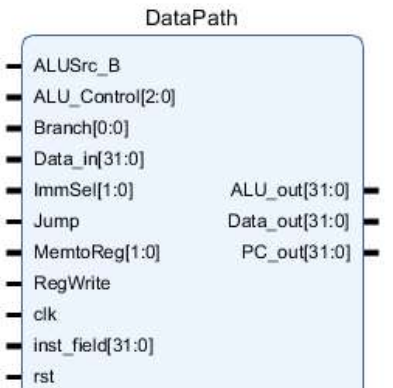 DataPath
ALUSrc_B
ALU_Control[2:0]
Branch[0:0]
Data_in[31:0]
ImmSel[1:0] ALU_out[31:0]
Jump Data_out[31:0]
MemtoReg[1:0] PC_out[31:0]
RegWrite
clk
inst_field[31:0]
rst